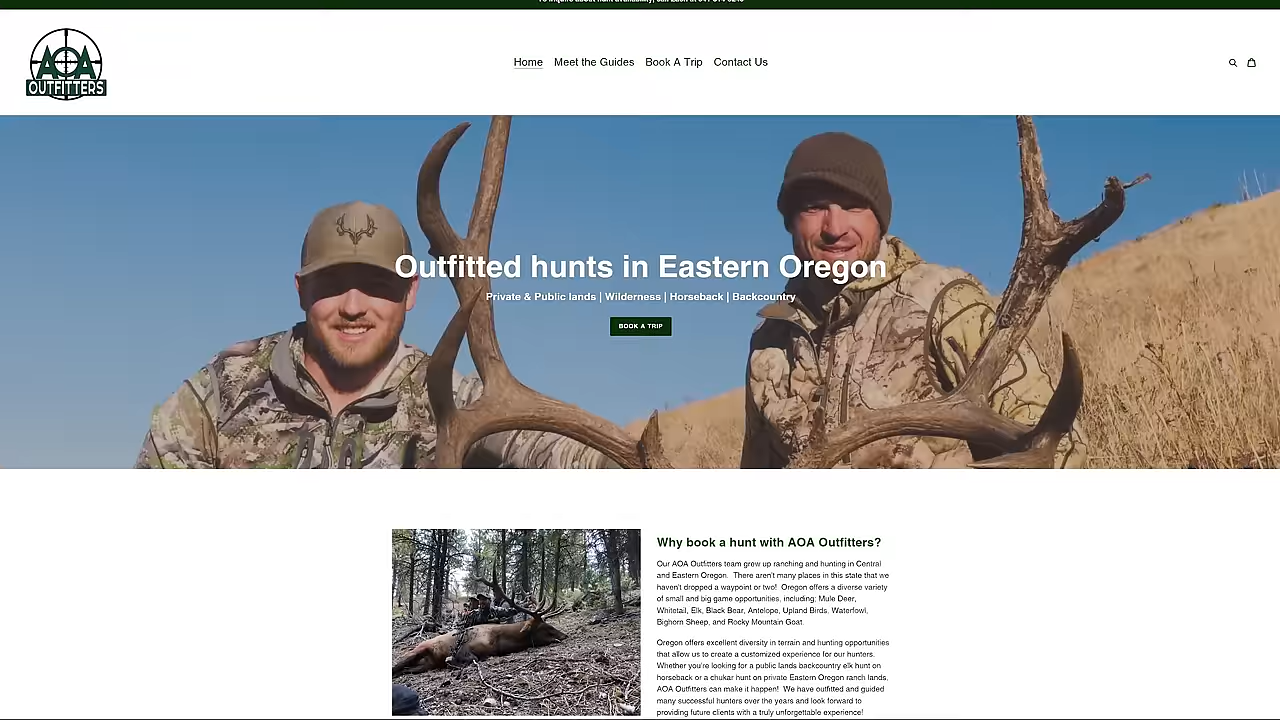 AOA
OUTFITTERS
Home Meet the Guides Book A Trip Contact Us
Outfitted hunts in Eastern Oregon
Private & Public lands | Wilderness | Horseback | Backcountry
BOOK A TRIP
Why book a hunt with AOA Outfitters?
Our AOA Outfitters team grew up ranching and hunting in Central
and Eastern Oregon. There aren't many places in this state that we
haven't dropped a waypoint or two! Oregon offers a diverse variety
of small and big game opportunities, including; Mule Deer,
Whitetail, Elk, Black Bear, Antelope, Upland Birds, Waterfowl,
Bighorn Sheep, and Rocky Mountain Goat.
Oregon offers excellent diversity in terrain and hunting opportunities
that allow us to create a customized experience for our hunters.
Whether you're looking for a public lands backcountry elk hunt on
horseback or a chukar hunt on private Eastern Oregon ranch lands,
AOA Outfitters can make it happen! We have outfitted and guided
many successful hunters over the years and look forward to
providing future clients with a truly unforgettable experience!